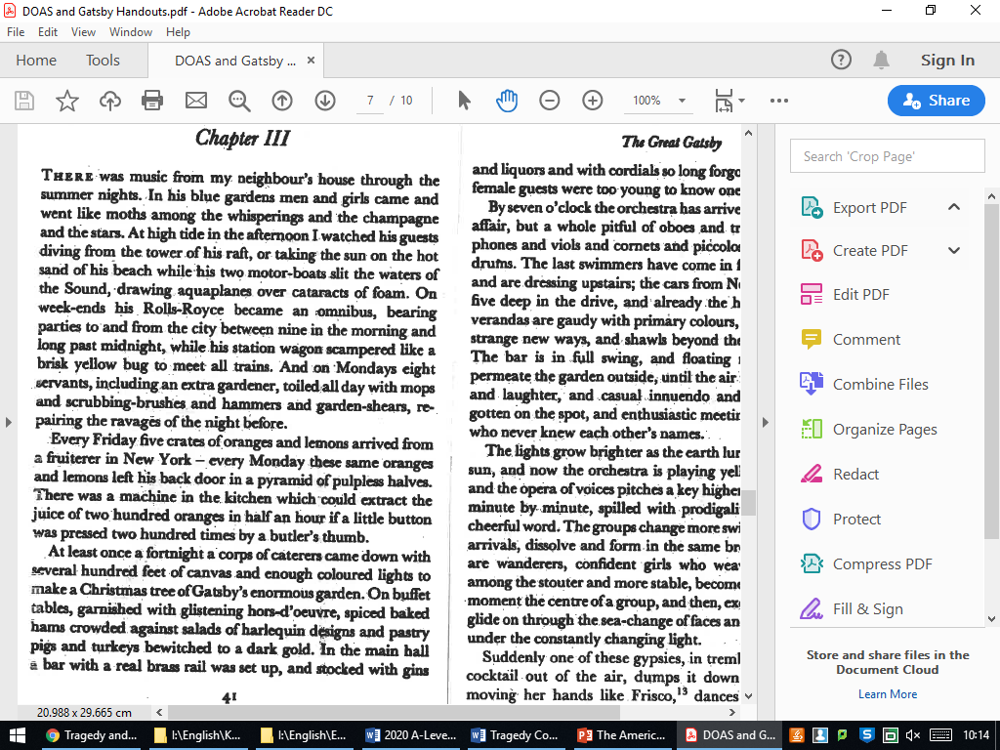 DOAS and Gatsby Handouts.pdf - Adobe Acrobat Reader DC
File Edit View Window Help
Home Tools DOAS and Gatsby ... × Sign In
7 / 10 100% Share
Chapter III
THERE was music from my neighbour's house through the
summer nights. In his blue gardens men and girls came and
went like moths among the whisperings and the champagne
and the stars. At high tide in the afternoon I watched his guests
diving from the tower of his raft, or taking the sun on the hot
sand of his beach while his two motor-boats slit the waters of
the Sound, drawing aquaplanes over cataracts of foam. On
week-ends his Rolls-Royce became an omnibus, bearing
parties to and from the city between nine in the morning and
long past midnight, while his station wagon scampered like a
brisk yellow bug to meet all trains. And on Mondays eight
servants, including an extra gardener, toiled all day with mops
and scrubbing-brushes and hammers and garden-shears, re-
pairing the ravages of the night before.
Every Friday five crates of oranges and lemons arrived from
a fruiterer in New York – every Monday these same oranges
and lemons left his back door in a pyramid of pulpless halves.
There was a machine in the kitchen which could extract the
juice of two hundred oranges in half an hour if a little button
was pressed two hundred times by a butler's thumb.
At least once a fortnight a corps of caterers came down with
several hundred feet of canvas and enough coloured lights to
make a Christmas tree of Gatsby's enormous garden. On buffet
tables, garnished with glistening hors-d'oeuvre, spiced baked
hams crowded against salads of harlequin designs and pastry
pigs and turkeys bewitched to a dark gold. In the main hall
a bar with a real brass rail was set up, and stocked with gins
41
The Great Gatsby
and liquors and with cordials so long forgo
female guests were too young to know one
By seven o'clock the orchestra has arrive
affair, but a whole pitful of oboes and tr
phones and viols and cornets and piccolo
drums. The last swimmers have come in f
and are dressing upstairs; the cars from N
five deep in the drive, and already the h
verandas are gaudy with primary colours,
strange new ways, and shawls beyond the
The bar is in full swing, and floating
permeate the garden outside, until the air
and laughter, and casual innuendo and
gotten on the spot, and enthusiastic meetin
who never knew each other's names.
The lights grow brighter as the earth lur
sun, and now the orchestra is playing yel
and the opera of voices pitches a key higher
minute by minute, spilled with prodigali
cheerful word. The groups change more swi
arrivals, dissolve and form in the same br
are wanderers, confident girls who wea
among the stouter and more stable, become
moment the centre of a group, and then, ex
glide on through the sea-change of faces an
under the constantly changing light.
Suddenly one of these gypsies, in trem
cocktail out of the air, dumps it down
moving her hands like Frisco,¹³ dances
20.988 x 29.665 cm
Search 'Crop Page'
Export PDF
Create PDF
Edit PDF
Comment
Combine Files
Organize Pages
Redact
Protect
Compress PDF
Fill & Sign
Store and share files in the
Document Cloud
Learn More
Tragedy and... I:\English\K... I:\English\E... 2020 A-Leve... Tragedy Co... The Americ... DOAS and G... 10:14